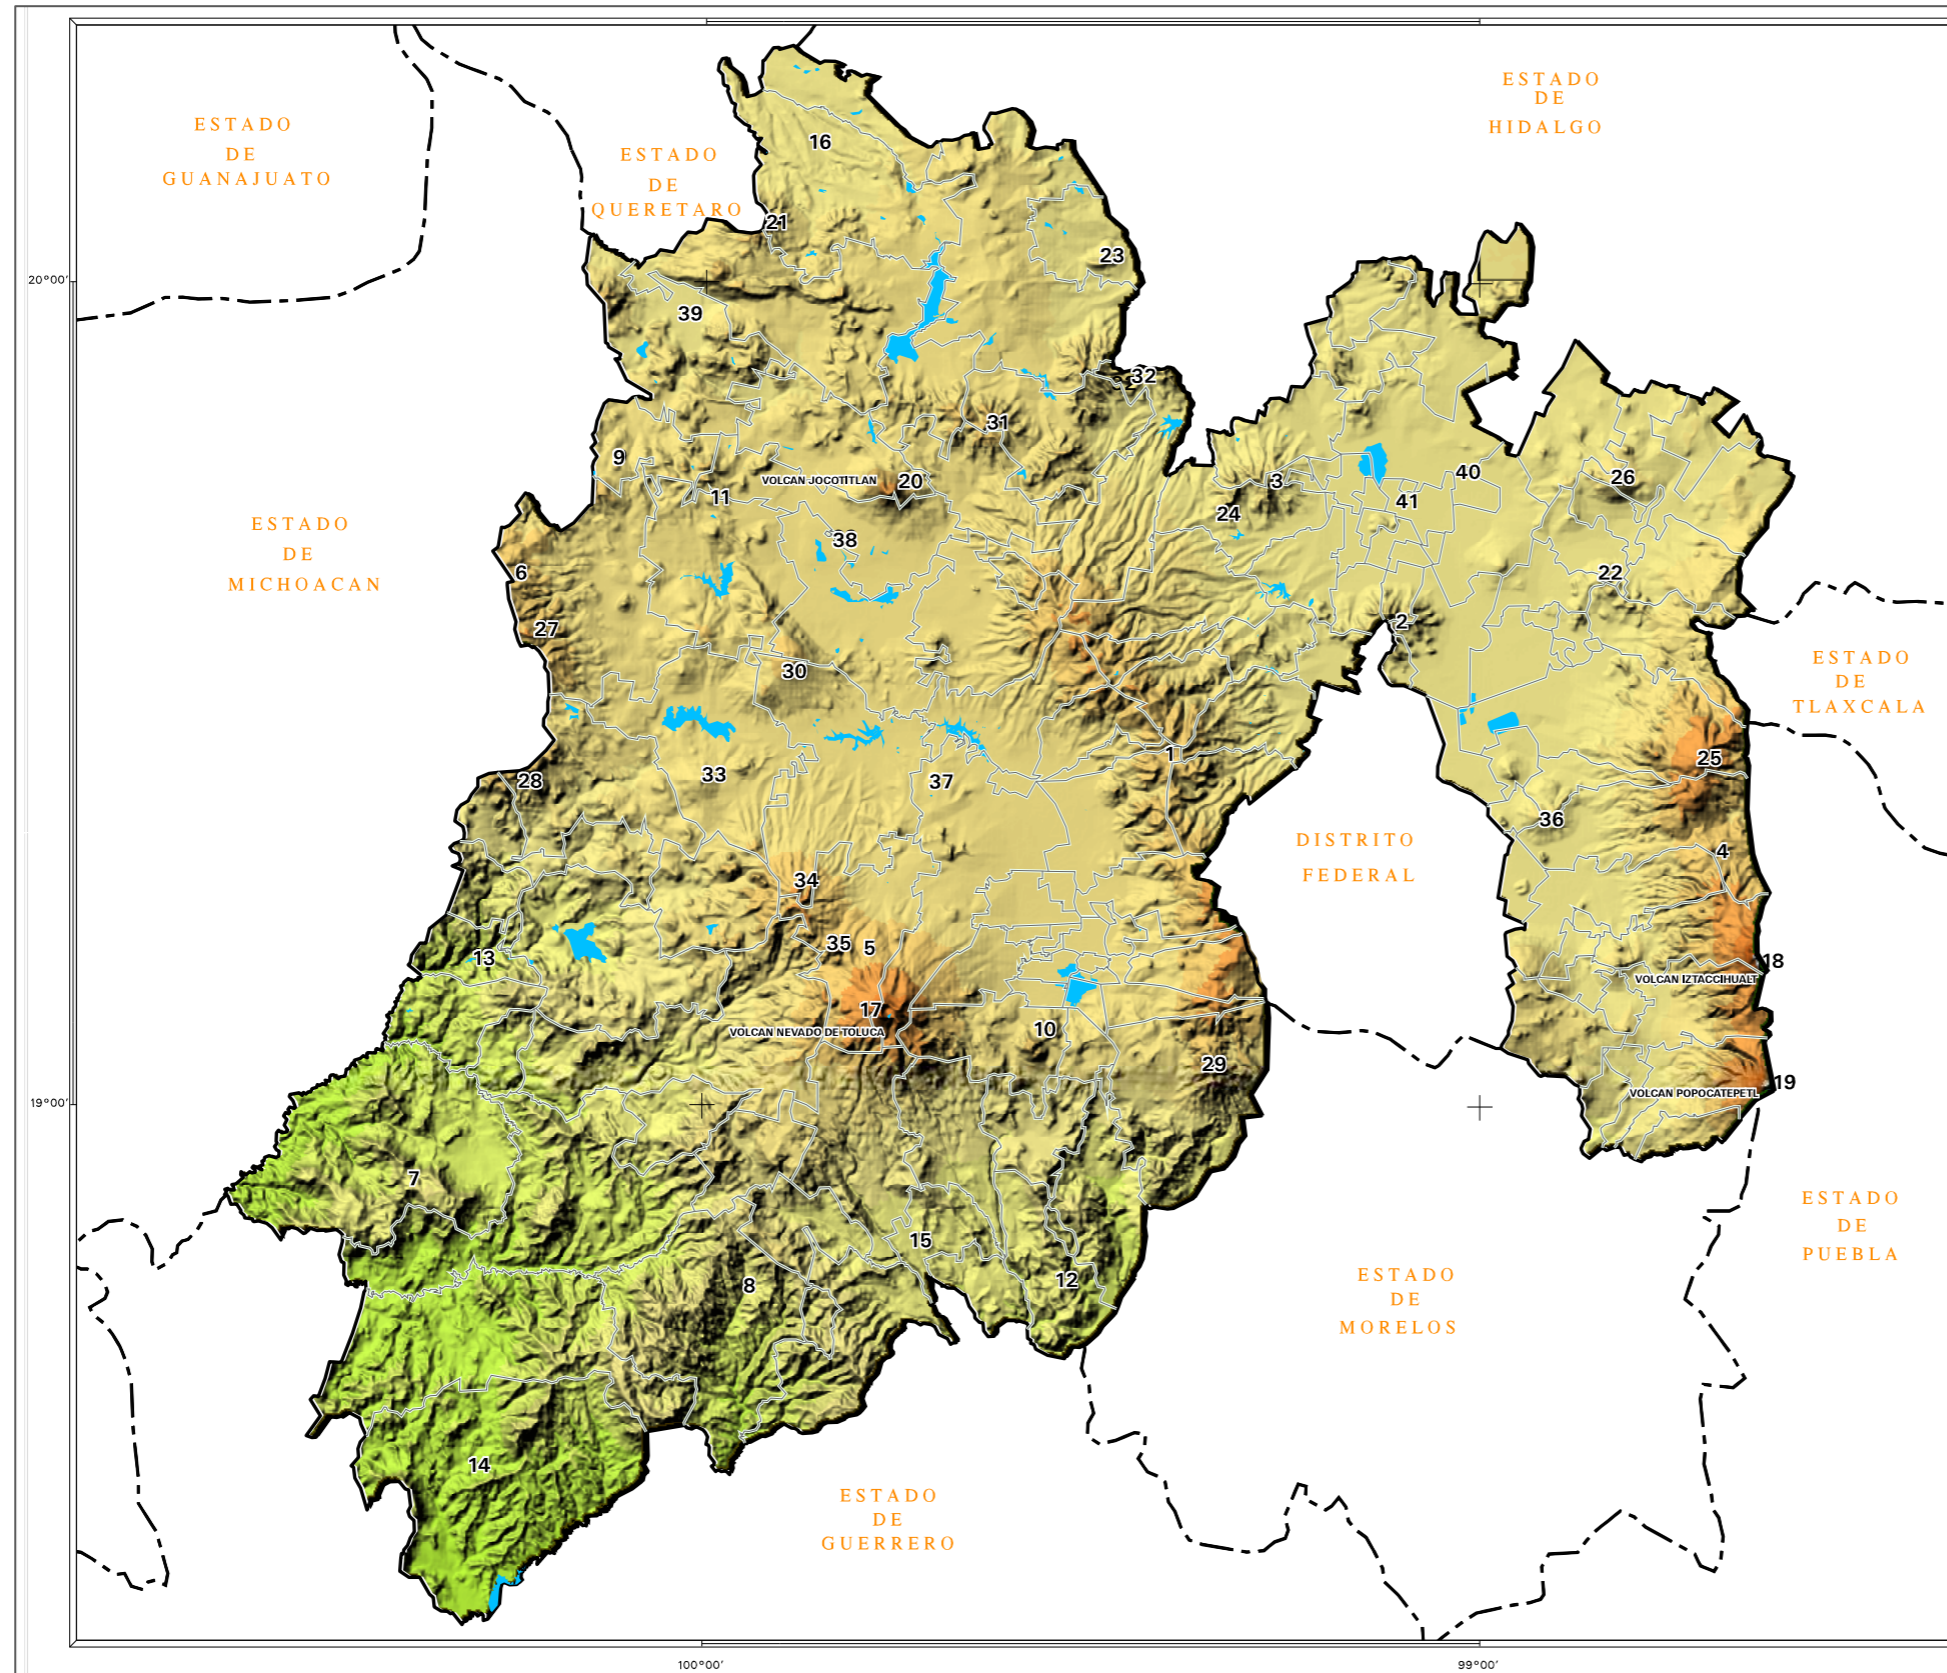 ESTADO
DE
HIDALGO
ESTADO
DE
GUANAJUATO
ESTADO
DE
QUERETARO
16
21
23
20°00'
39
32
31
9
11
VOLCAN JOCOTITLAN
20
3
40
26
41
24
38
ESTADO
DE
MICHOACAN
6
22
27
2
30
ESTADO
DE
TLAXCALA
1
25
33
28
37
36
DISTRITO
FEDERAL
4
34
35
5
13
18
VOLCAN IZTACCIHUALT
17
VOLCAN NEVADO DE TOLUCA
10
29
19
VOLCAN POPOCATEPETL
19°00'
7
ESTADO
DE
PUEBLA
15
12
8
ESTADO
DE
MORELOS
14
ESTADO
DE
GUERRERO
100°00'
99°00'